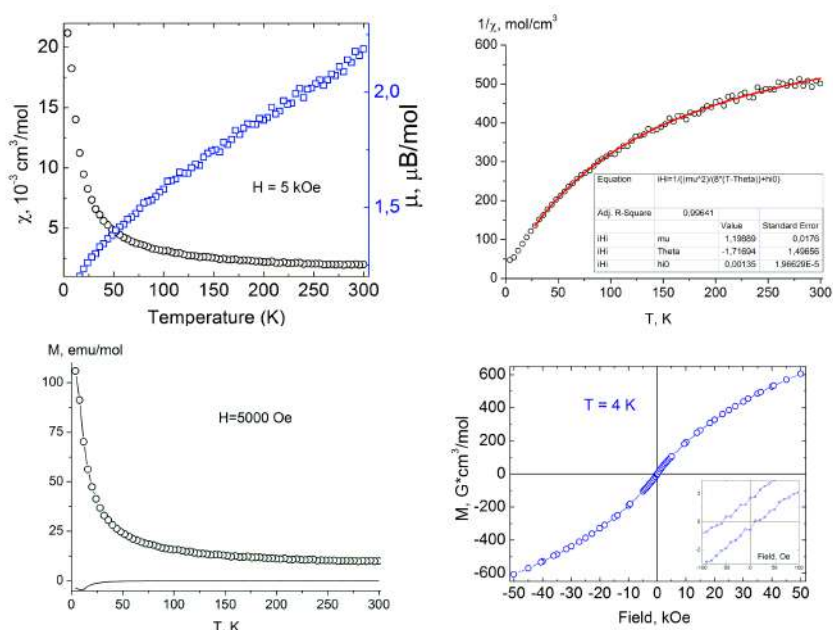 20
15
10
5
χ, 10⁻³ cm³/mol
H = 5 kOe
2,0
1,5
μ, μB/mol
0 50 100 150 200 250 300
Temperature (K)
1/χ, mol/cm³
600
500
400
300
200
100
0
Equation iHi=1/((mu^2)/(8*(T-Theta))+hi0)
Adj. R-Square 0,99641
Value Standard Error
iHi mu 1,19889 0,0176
iHi Theta -1,71694 1,49656
iHi hi0 0,00135 1,96629E-5
0 50 100 150 200 250 300
T, K
M, emu/mol
100
75
50
25
0
H=5000 Oe
0 50 100 150 200 250 300
T, K
600
400
200
0
-200
-400
-600
M, G*cm³/mol
T = 4 K
Field, Oe
-50 -40 -30 -20 -10 0 10 20 30 40 50
Field, kOe